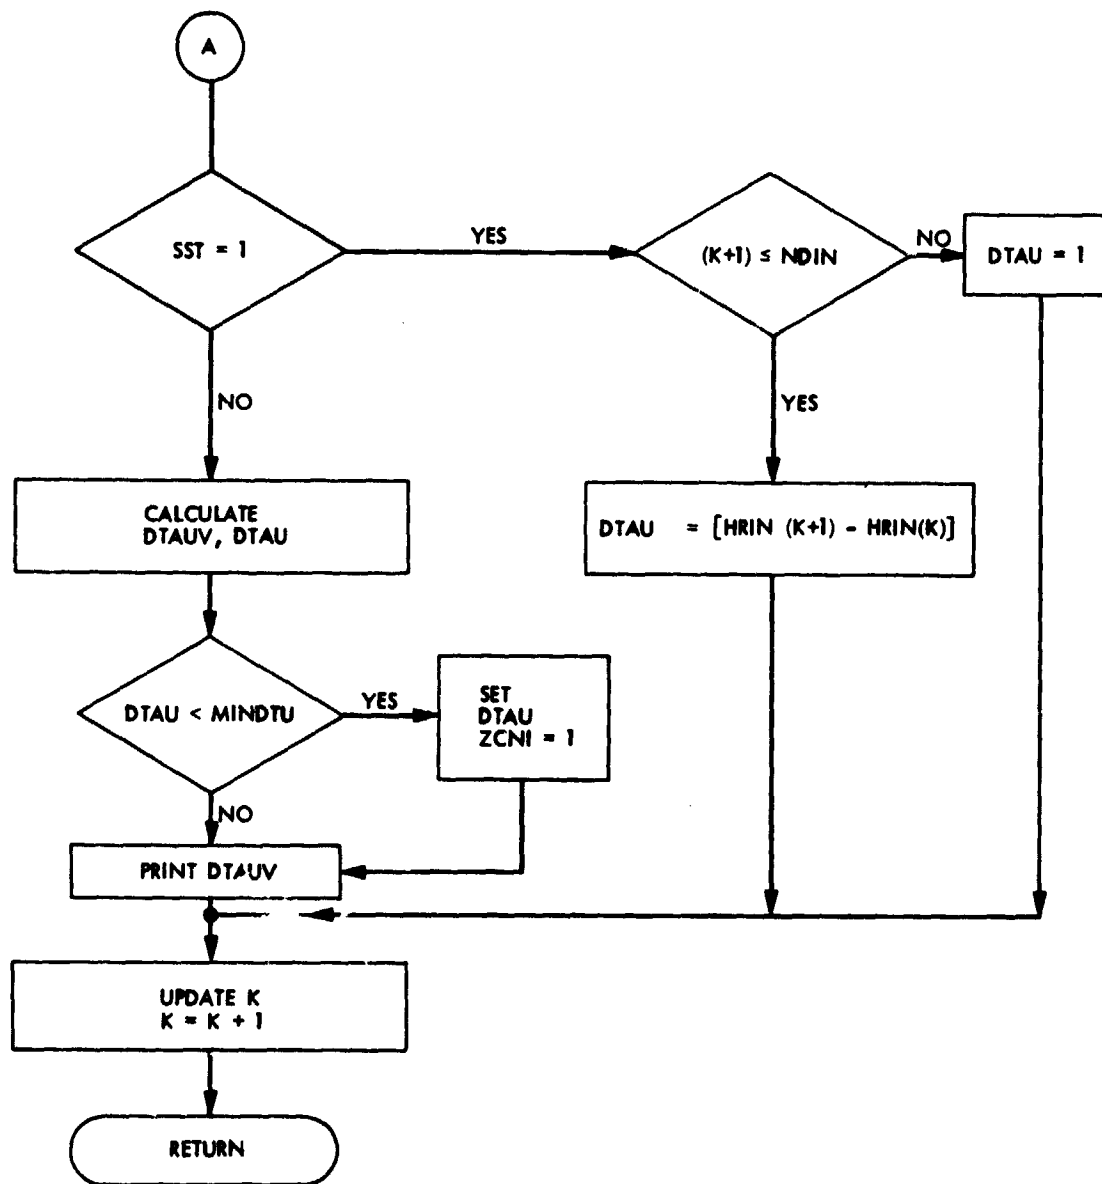 A
SST = 1
YES
(K+1) ≤ NDIN
NO
DTAU = 1
NO
YES
CALCULATE
DTAUV, DTAU
DTAU = [HRIN (K+1) - HRIN(K)]
DTAU < MINDTU
YES
SET
DTAU
ZCNI = 1
NO
PRINT DTAUV
UPDATE K
K = K + 1
RETURN